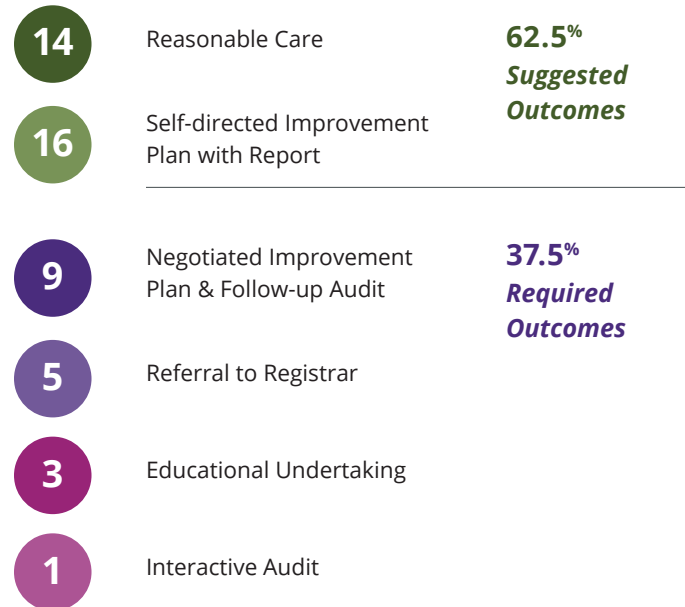 14
Reasonable Care
62.5%
Suggested
Outcomes
16
Self-directed Improvement
Plan with Report
9
Negotiated Improvement
Plan & Follow-up Audit
37.5%
Required
Outcomes
5
Referral to Registrar
3
Educational Undertaking
1
Interactive Audit